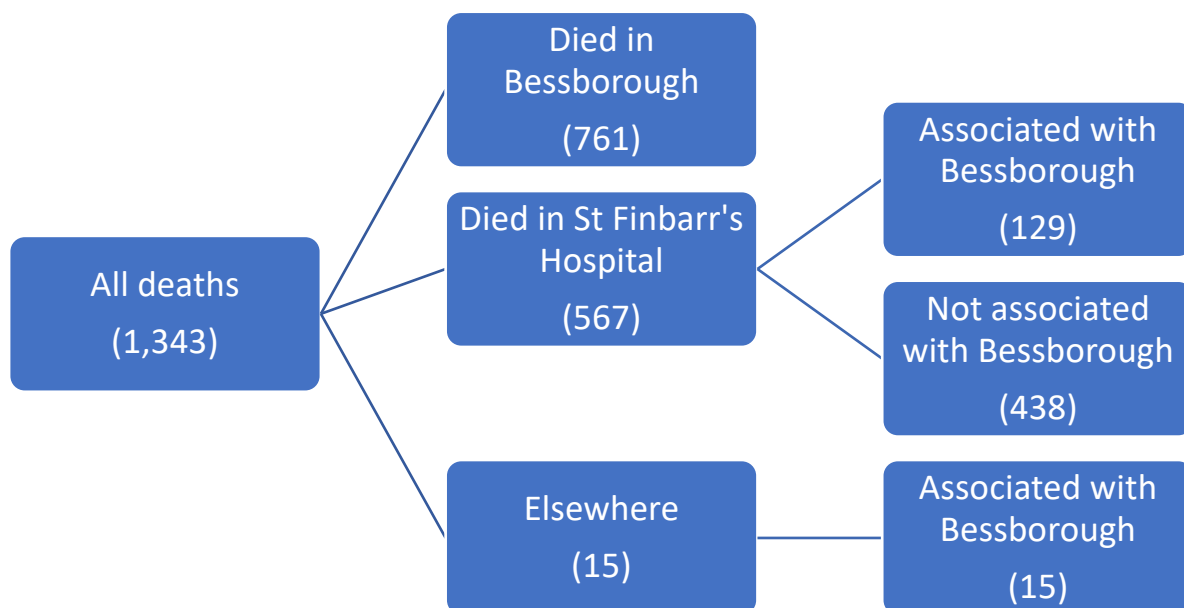 All deaths
(1,343)
Died in
Bessborough
(761)
Died in St Finbarr's
Hospital
(567)
Elsewhere
(15)
Associated with
Bessborough
(129)
Not associated
with Bessborough
(438)
Associated with
Bessborough
(15)